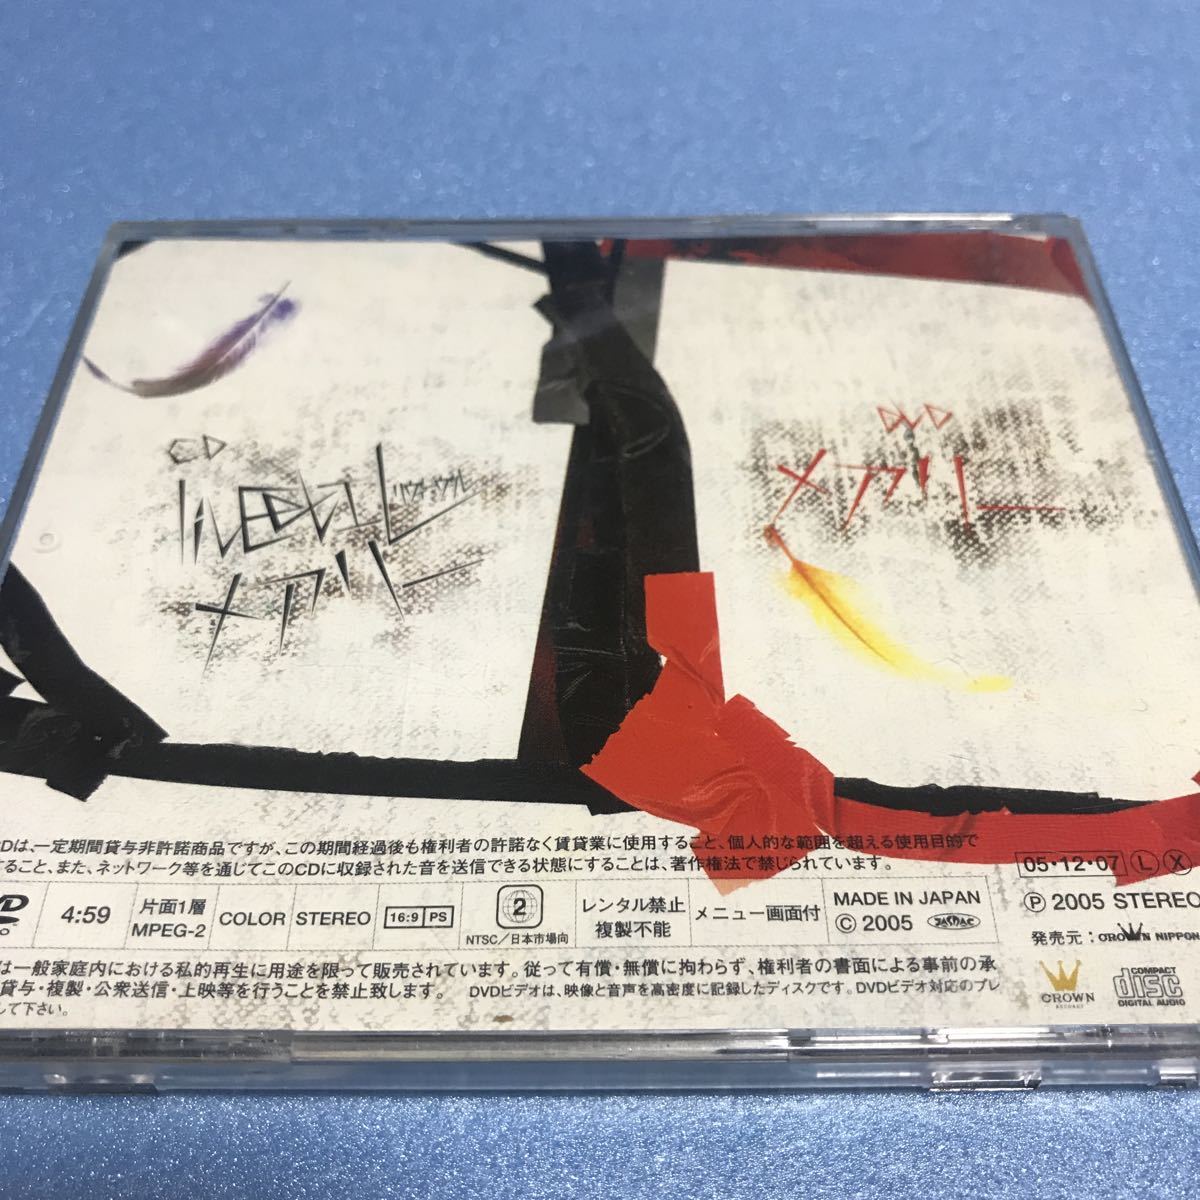 CD
メアリー
DVD
メアリー
CDは、一定期間貸与非許諾商品ですが、この期間経過後も権利者の許諾なく賃貸業に使用すること、個人的な範囲を超える使用目的で
すること、また、ネットワーク等を通じてこのCDに収録された音を送信できる状態にすることは、著作権法で禁じられています。
05・12・07 L X
4:59
片面1層
MPEG-2
COLOR
STEREO
16:9 PS
2
NTSC/日本市場向
レンタル禁止
複製不能
メニュー画面付
MADE IN JAPAN
© 2005
℗ 2005 STEREO
発売元：CROWN NIPPON
は一般家庭内における私的再生に用途を限って販売されています。従って有償・無償に拘わらず、権利者の書面による事前の承
貸与・複製・公衆送信・上映等を行うことを禁止致します。
DVDビデオは、映像と音声を高密度に記録したディスクです。DVDビデオ対応のプレ
して下さい。
CROWN
RECORDS
COMPACT
disc
DIGITAL AUDIO